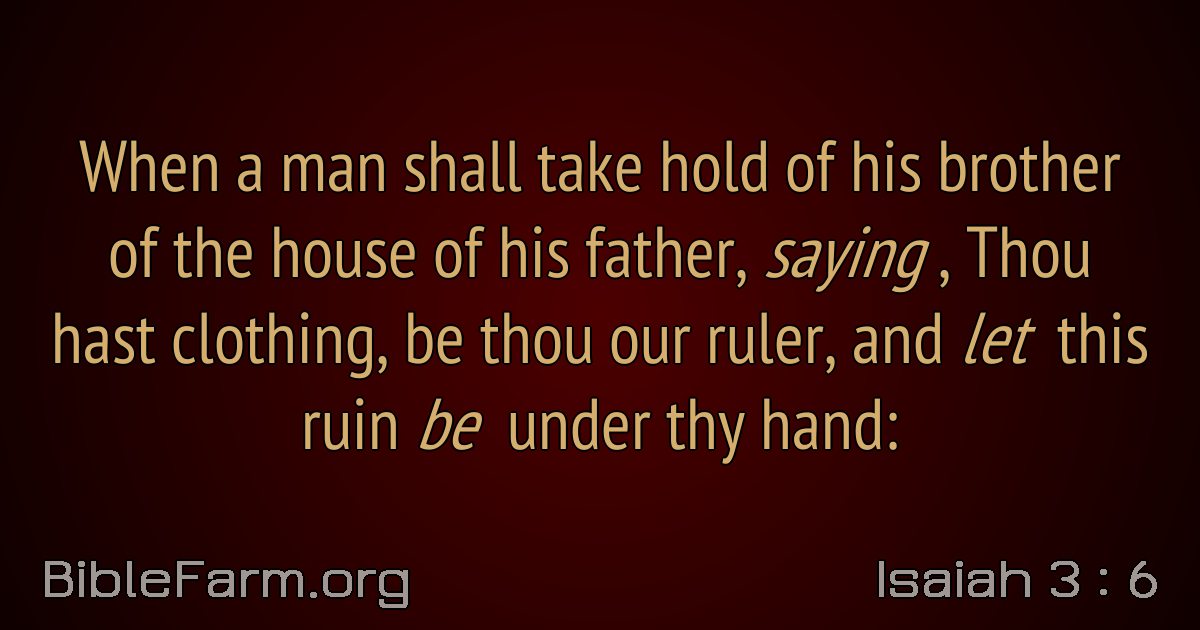 When a man shall take hold of his brother
of the house of his father, saying , Thou
hast clothing, be thou our ruler, and let this
ruin be under thy hand:
BibleFarm.org
Isaiah 3 : 6